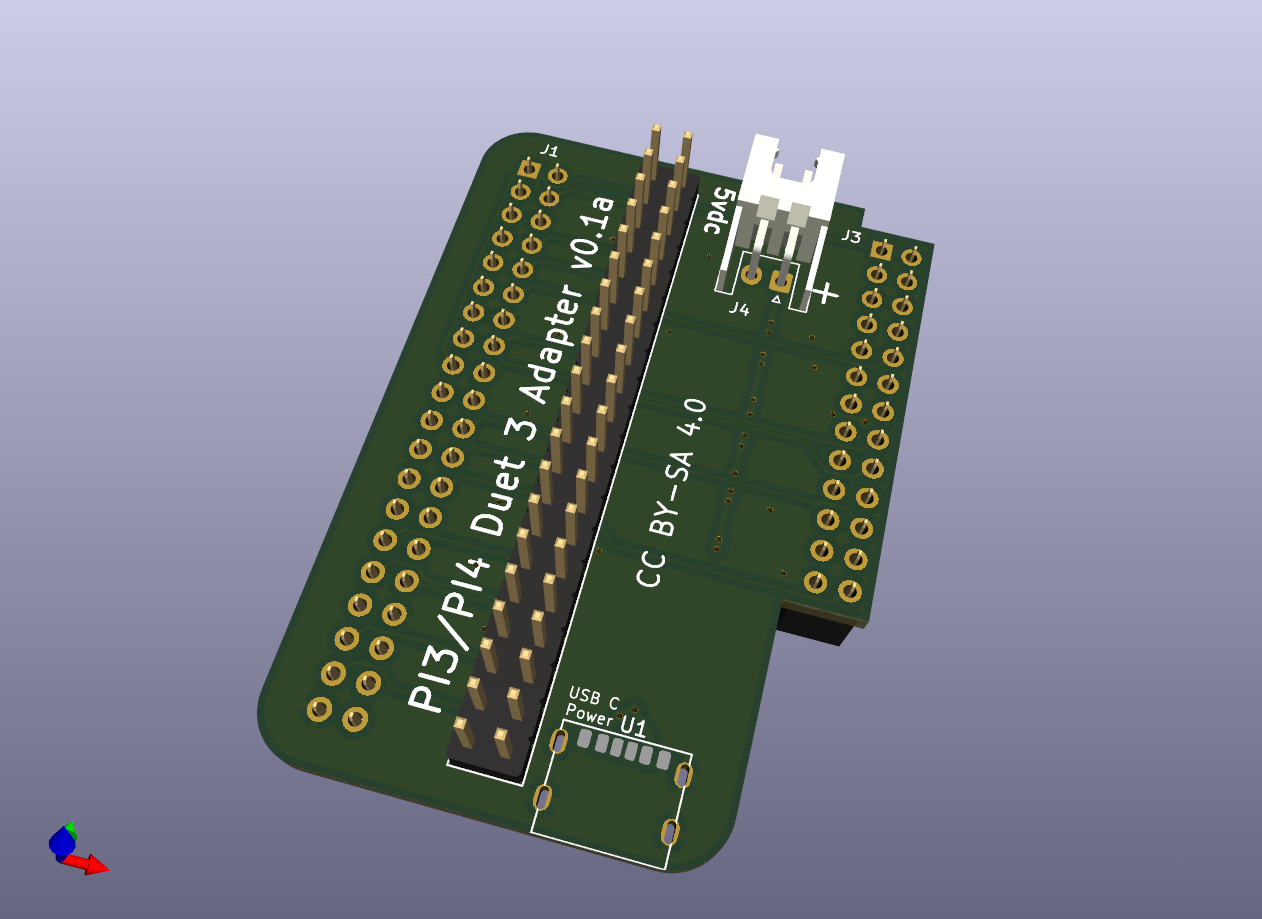 J1
5vdc
J3
J4
+
PI3/PI4 Duet 3 Adapter v0.1a
CC BY-SA 4.0
USB C
Power
U1